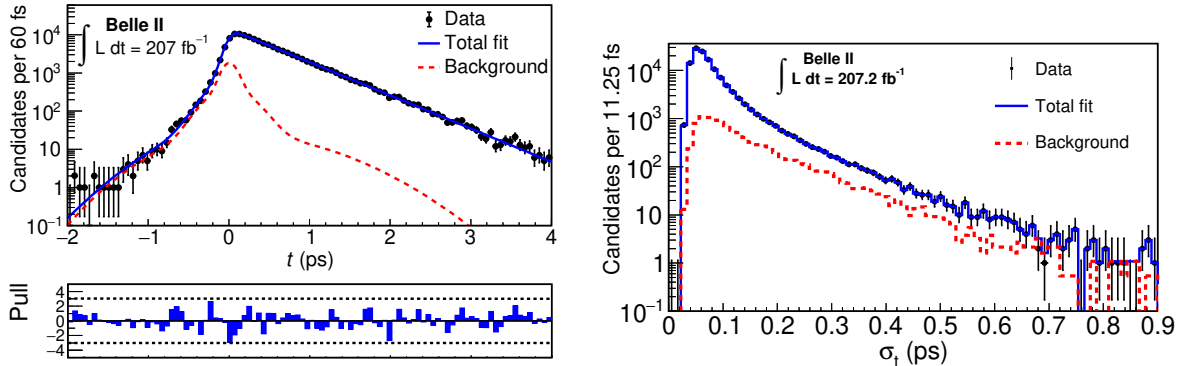 Candidates per 60 fs
Belle II
∫ L dt = 207 fb⁻¹
Data
Total fit
Background
10⁴
10³
10²
10
1
10⁻¹
−2 −1 0 1 2 3 4
t (ps)
Pull
4
2
0
−2
−4
Candidates per 11.25 fs
Belle II
∫ L dt = 207.2 fb⁻¹
Data
Total fit
Background
10⁴
10³
10²
10
1
10⁻¹
0 0.1 0.2 0.3 0.4 0.5 0.6 0.7 0.8 0.9
σt (ps)